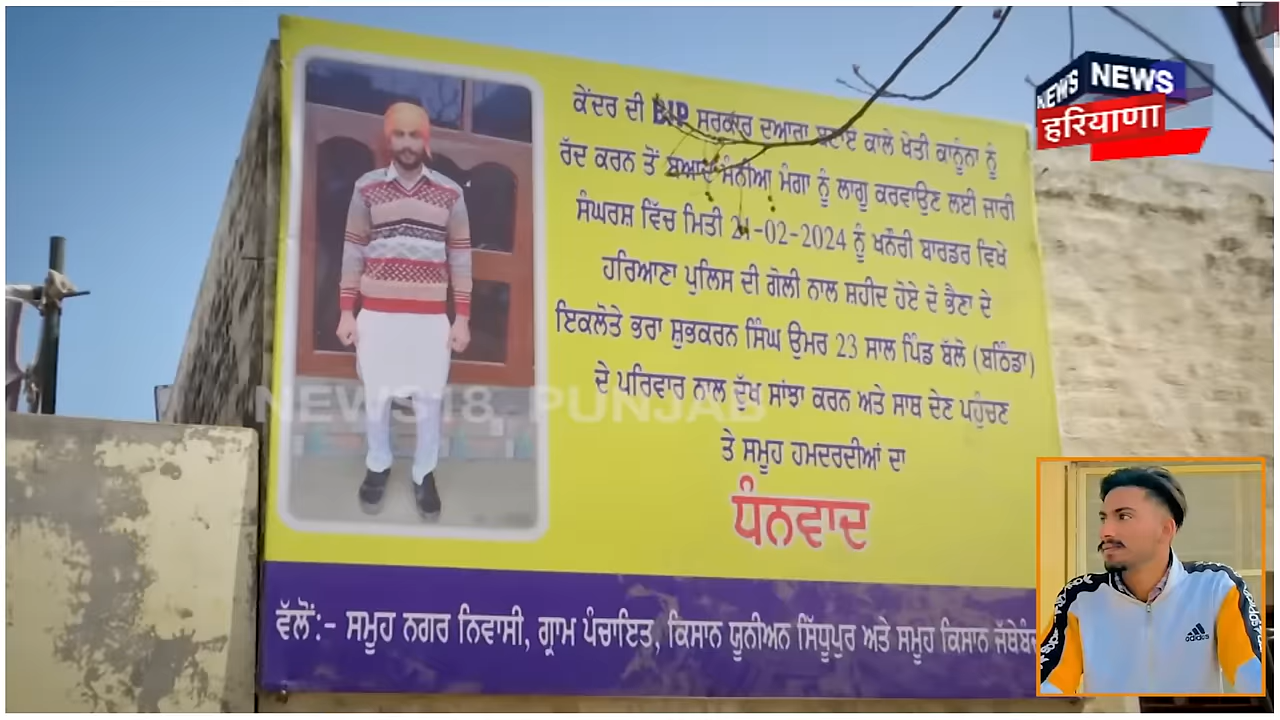 ਕੇਂਦਰ ਦੀ BJP ਸਰਕਾਰ ਦੁਆਰਾ ਬਣਾਏ ਕਾਲੇ ਖੇਤੀ ਕਾਨੂੰਨਾ ਨੂੰ
ਰੱਦ ਕਰਨ ਤੋਂ ਬਆਦ ਮੰਨੀਆ ਮੰਗਾ ਨੂੰ ਲਾਗੂ ਕਰਵਾਉਣ ਲਈ ਜਾਰੀ
ਸੰਘਰਸ਼ ਵਿੱਚ ਮਿਤੀ 21-02-2024 ਨੂੰ ਖਨੌਰੀ ਬਾਰਡਰ ਵਿਖੇ
ਹਰਿਆਣਾ ਪੁਲਿਸ ਦੀ ਗੋਲੀ ਨਾਲ ਸ਼ਹੀਦ ਹੋਏ ਦੋ ਭੈਣਾ ਦੇ
ਇਕਲੋਤੇ ਭਰਾ ਸ਼ੁਭਕਰਨ ਸਿੰਘ ਉਮਰ 23 ਸਾਲ ਪਿੰਡ ਬੱਲੋ (ਬਠਿੰਡਾ)
ਦੇ ਪਰਿਵਾਰ ਨਾਲ ਦੁੱਖ ਸਾਂਝਾ ਕਰਨ ਅਤੇ ਸਾਥ ਦੇਣ ਪਹੁੰਚਣ
ਤੇ ਸਮੂਹ ਹਮਦਰਦੀਆਂ ਦਾ
ਧੰਨਵਾਦ
ਵੱਲੋਂ:- ਸਮੂਹ ਨਗਰ ਨਿਵਾਸੀ, ਗ੍ਰਾਮ ਪੰਚਾਇਤ, ਕਿਸਾਨ ਯੂਨੀਅਨ ਸਿੱਧੂਪੁਰ ਅਤੇ ਸਮੂਹ ਕਿਸਾਨ
NEWS18, PUNJAB
NEWS NEWS
हरियाणा
adidas